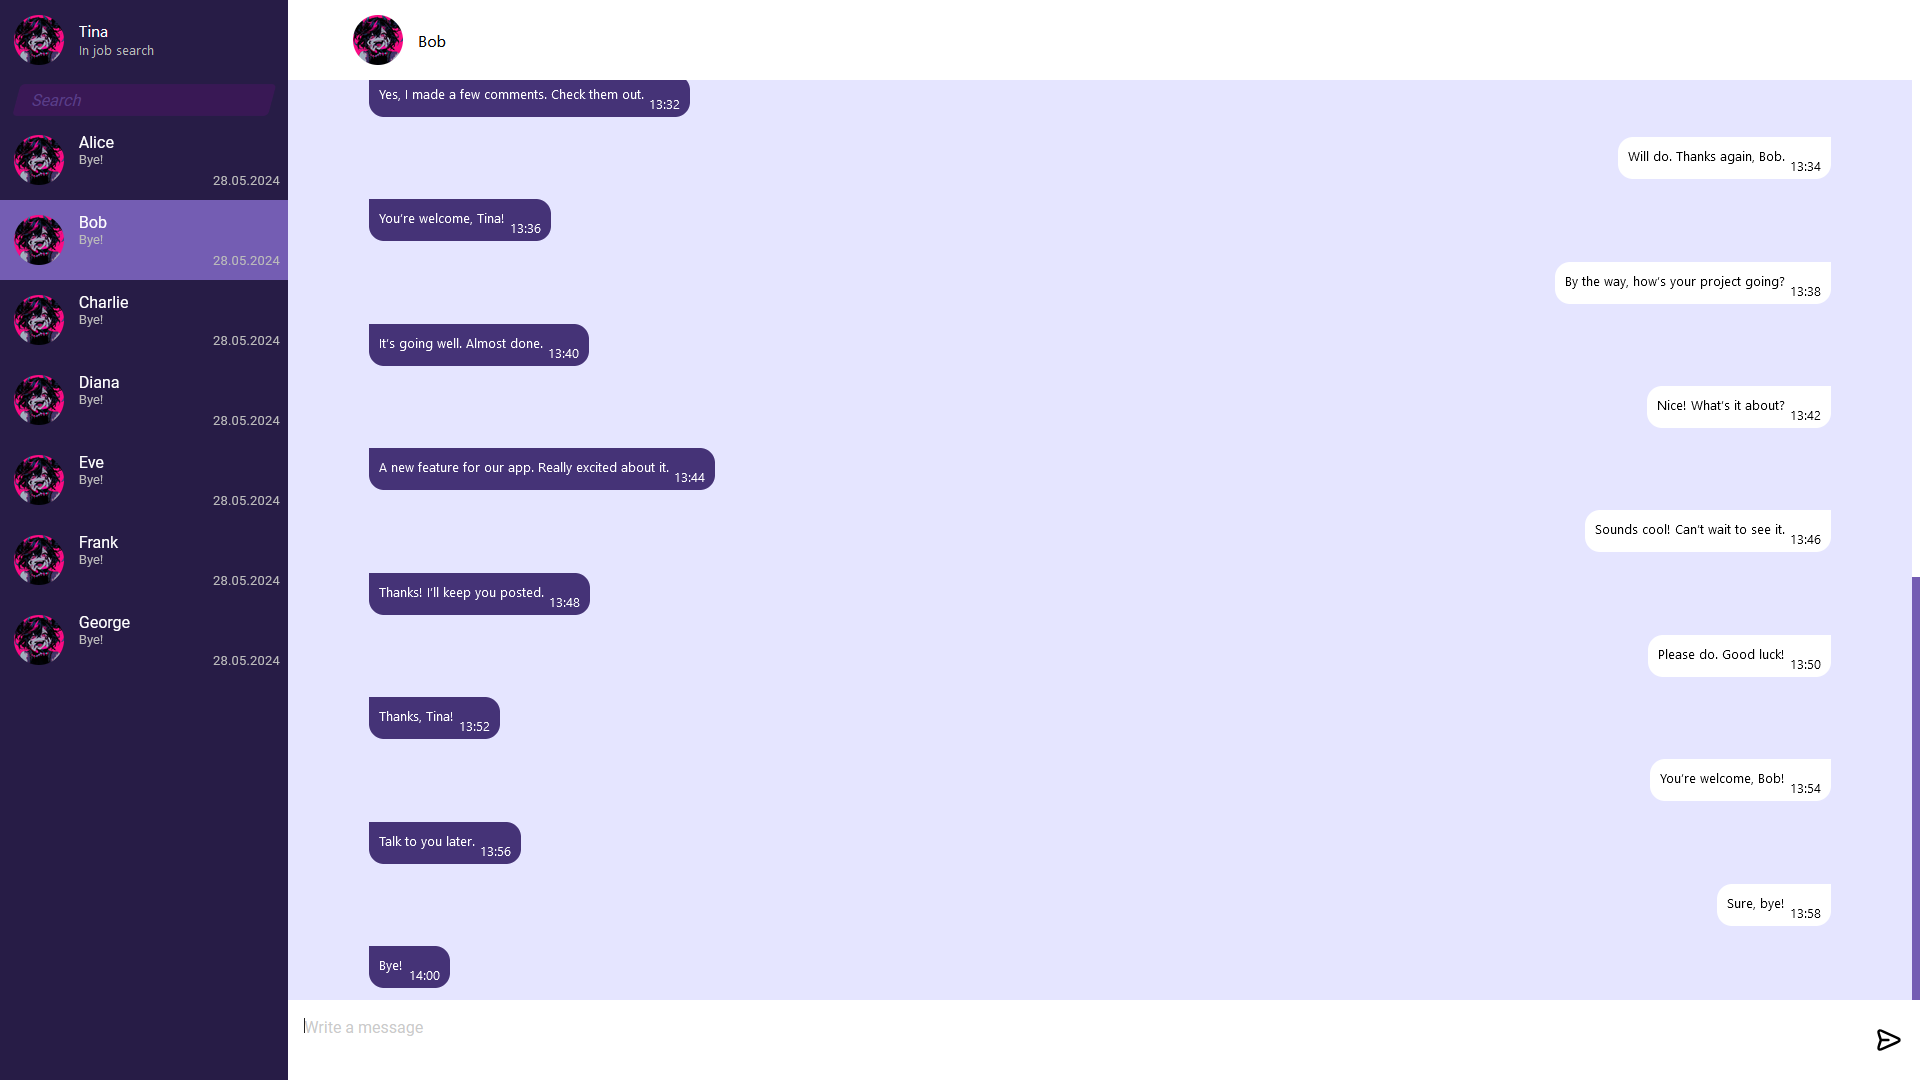 Tina
In job search
Search
Alice
Bye!
28.05.2024
Bob
Bye!
28.05.2024
Charlie
Bye!
28.05.2024
Diana
Bye!
28.05.2024
Eve
Bye!
28.05.2024
Frank
Bye!
28.05.2024
George
Bye!
28.05.2024
Bob
Yes, I made a few comments. Check them out. 13:32
Will do. Thanks again, Bob. 13:34
You're welcome, Tina! 13:36
By the way, how's your project going? 13:38
It's going well. Almost done. 13:40
Nice! What's it about? 13:42
A new feature for our app. Really excited about it. 13:44
Sounds cool! Can't wait to see it. 13:46
Thanks! I'll keep you posted. 13:48
Please do. Good luck! 13:50
Thanks, Tina! 13:52
You're welcome, Bob! 13:54
Talk to you later. 13:56
Sure, bye! 13:58
Bye! 14:00
Write a message